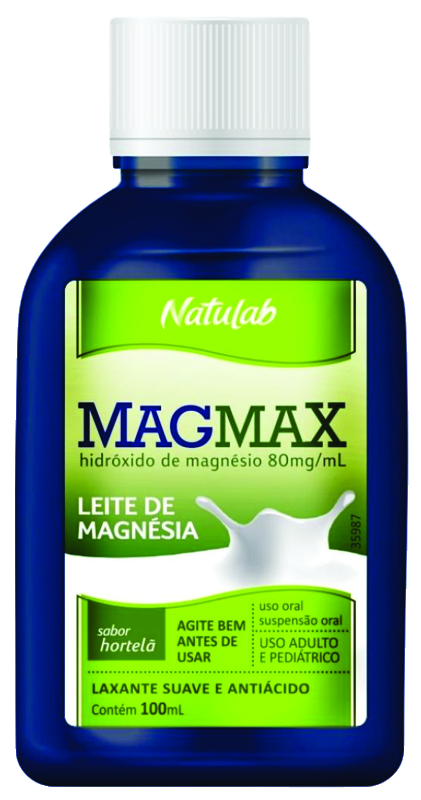 Natulab
MAGMAX
hidróxido de magnésio 80mg/mL
LEITE DE
MAGNÉSIA
35987
sabor
hortelã
AGITE BEM
ANTES DE
USAR
uso oral
suspensão oral
USO ADULTO
E PEDIÁTRICO
LAXANTE SUAVE E ANTIÁCIDO
Contém 100mL